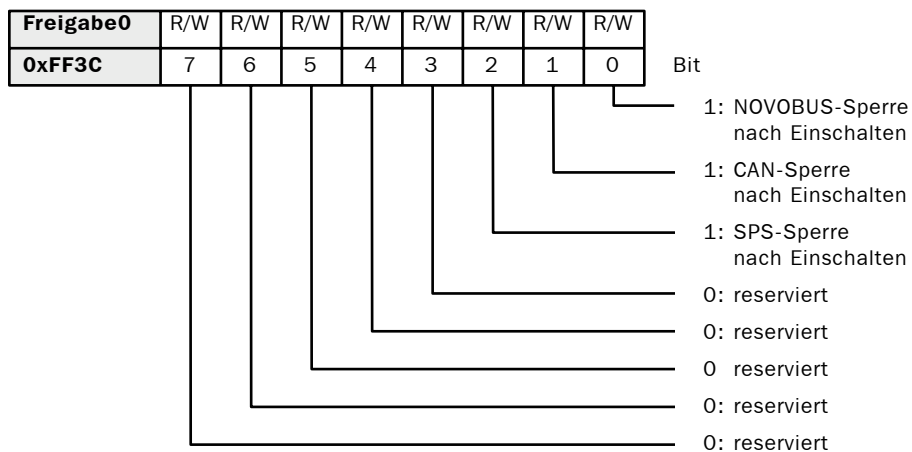 Freigabe0 R/W R/W R/W R/W R/W R/W R/W R/W
0xFF3C 7 6 5 4 3 2 1 0 Bit
1: NOVOBUS-Sperre
nach Einschalten
1: CAN-Sperre
nach Einschalten
1: SPS-Sperre
nach Einschalten
0: reserviert
0: reserviert
0 reserviert
0: reserviert
0: reserviert